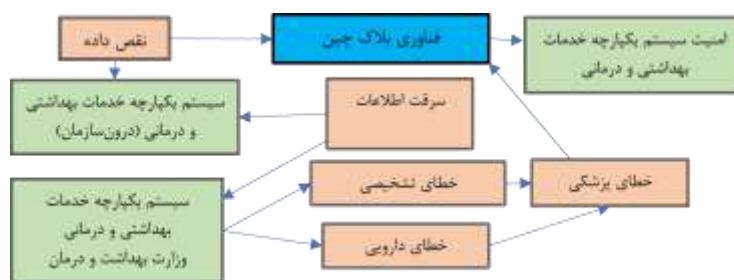 نقص داده
فناوری بلاک چین
امنیت سیستم یکپارچه خدمات
بهداشتی و درمانی
سیستم یکپارچه خدمات بهداشتی
و درمانی (درون‌سازمان)
سرقت اطلاعات
سیستم یکپارچه خدمات
بهداشتی و درمانی
وزارت بهداشت و درمان
خطای تشخیصی
خطای پزشکی
خطای دارویی